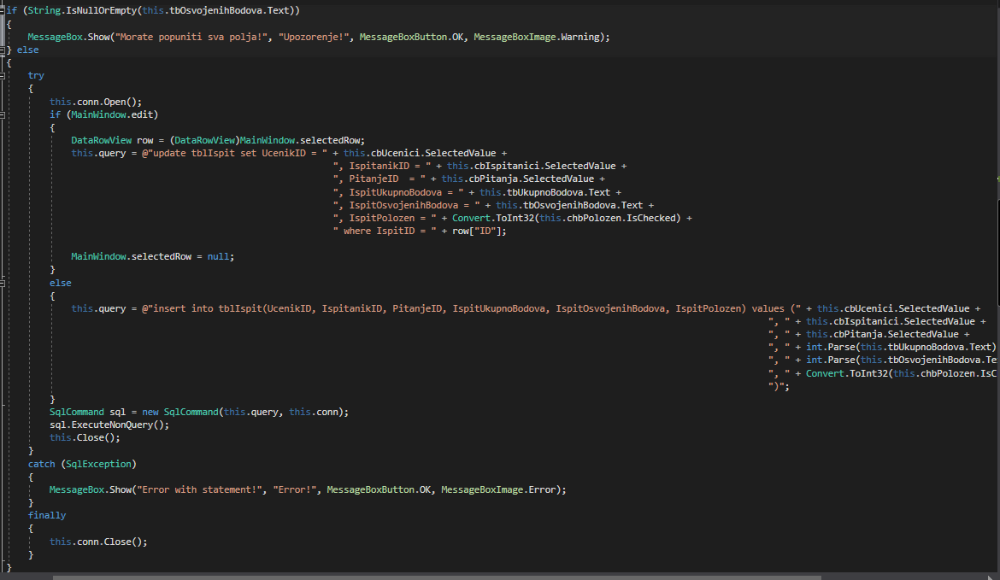 if (String.IsNullOrEmpty(this.tbOsvojenihBodova.Text))
{
MessageBox.Show("Morate popuniti sva polja!", "Upozorenje!", MessageBoxButton.OK, MessageBoxImage.Warning);
} else
{
try
{
this.conn.Open();
if (MainWindow.edit)
{
DataRowView row = (DataRowView)MainWindow.selectedRow;
this.query = @"update tblIspit set UcenikID = " + this.cbUcenici.SelectedValue +
", IspitanikID = " + this.cbIspitanici.SelectedValue +
", PitanjeID  = " + this.cbPitanja.SelectedValue +
", IspitUkupnoBodova = " + this.tbUkupnoBodova.Text +
", IspitOsvojenihBodova = " + this.tbOsvojenihBodova.Text +
", IspitPolozen = " + Convert.ToInt32(this.chbPolozen.IsChecked) +
" where IspitID = " + row["ID"];
MainWindow.selectedRow = null;
}
else
{
this.query = @"insert into tblIspit(UcenikID, IspitanikID, PitanjeID, IspitUkupnoBodova, IspitOsvojenihBodova, IspitPolozen) values (" + this.cbUcenici.SelectedValue +
", " + this.cbIspitanici.SelectedValue +
", " + this.cbPitanja.SelectedValue +
", " + int.Parse(this.tbUkupnoBodova.Text)
", " + int.Parse(this.tbOsvojenihBodova.Te
", " + Convert.ToInt32(this.chbPolozen.IsC
")";
}
SqlCommand sql = new SqlCommand(this.query, this.conn);
sql.ExecuteNonQuery();
this.Close();
}
catch (SqlException)
{
MessageBox.Show("Error with statement!", "Error!", MessageBoxButton.OK, MessageBoxImage.Error);
}
finally
{
this.conn.Close();
}
}